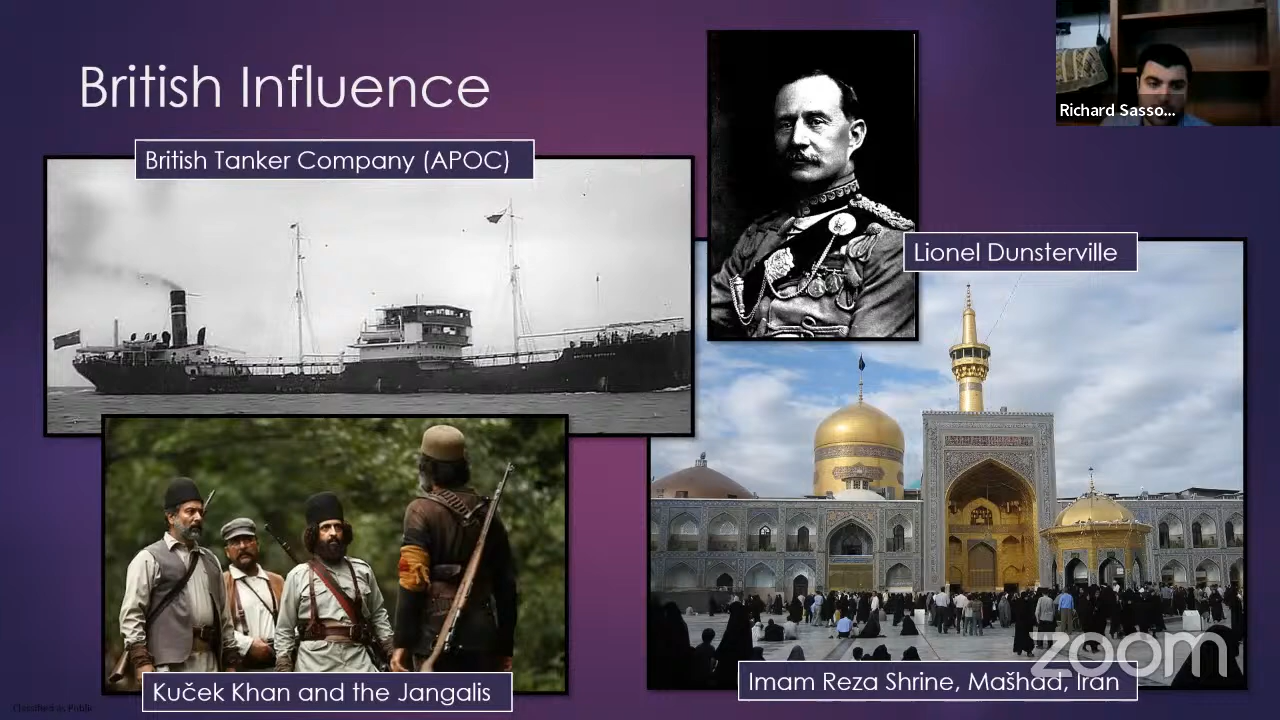 British Influence
Richard Sasso...
British Tanker Company (APOC)
Lionel Dunsterville
Kuček Khan and the Jangalis
Imam Reza Shrine, Mašhad, Iran
zoom
Classified as Public